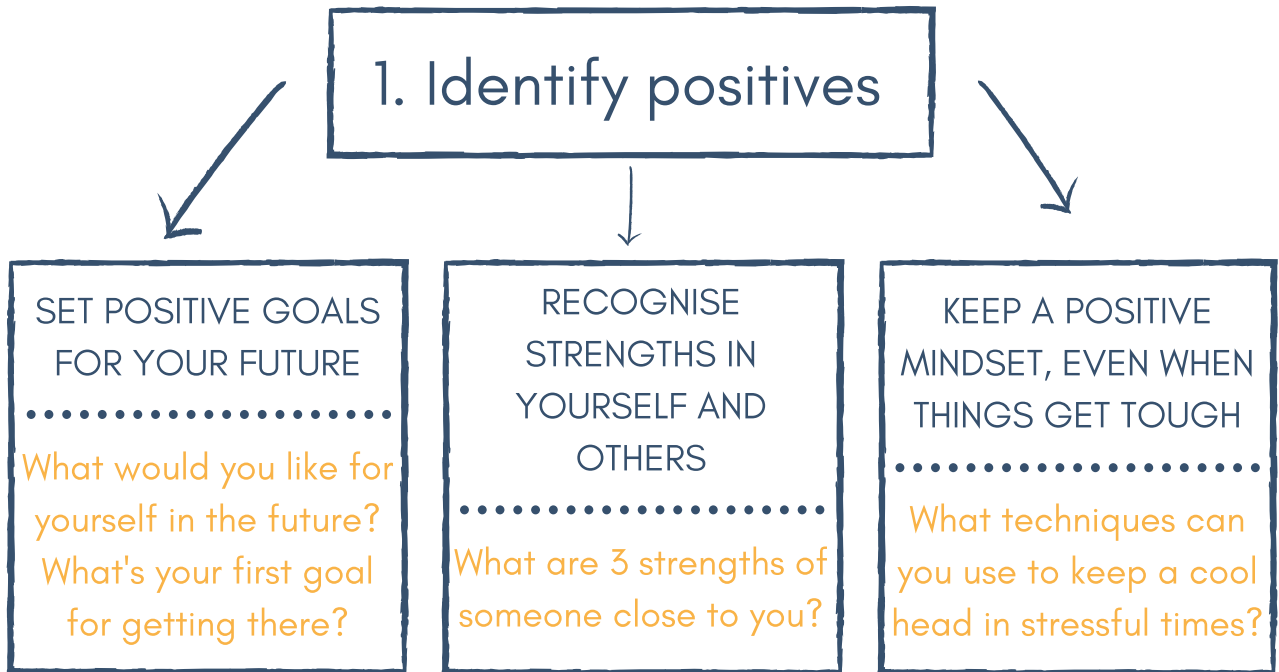 1. Identify positives
SET POSITIVE GOALS
FOR YOUR FUTURE
What would you like for
yourself in the future?
What's your first goal
for getting there?
RECOGNISE
STRENGTHS IN
YOURSELF AND
OTHERS
What are 3 strengths of
someone close to you?
KEEP A POSITIVE
MINDSET, EVEN WHEN
THINGS GET TOUGH
What techniques can
you use to keep a cool
head in stressful times?